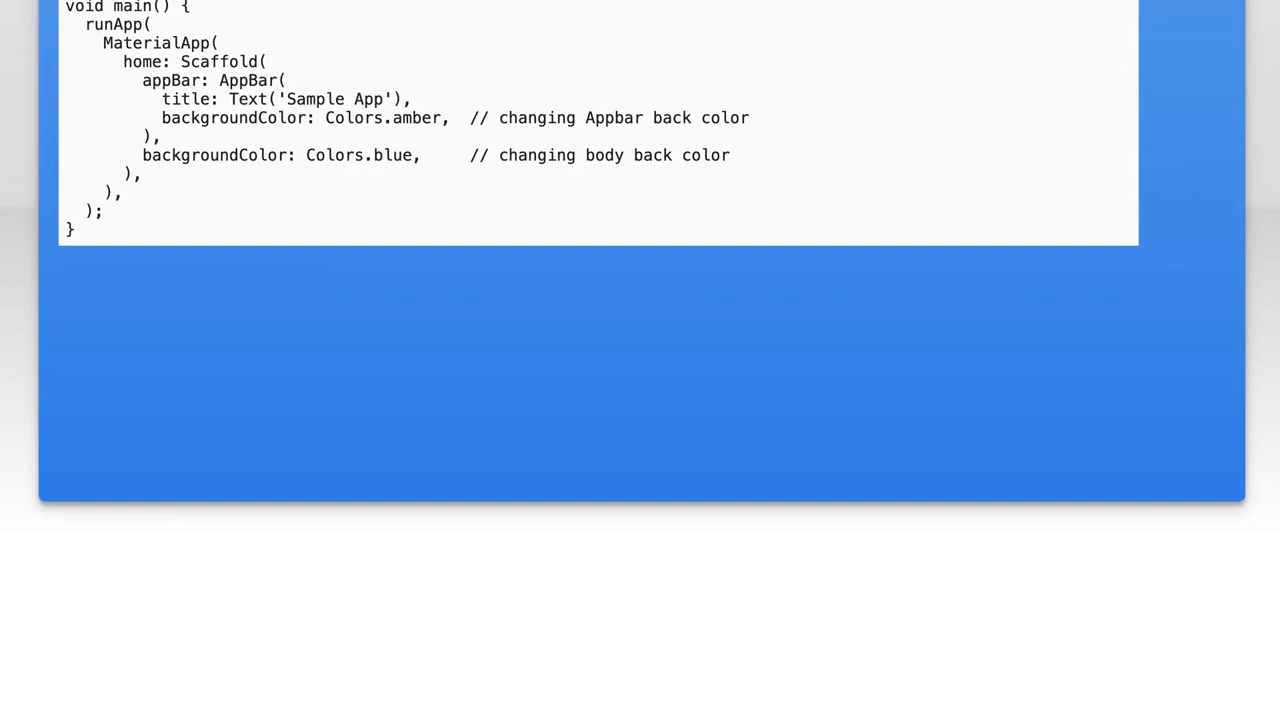 void main() {
  runApp(
    MaterialApp(
      home: Scaffold(
        appBar: AppBar(
          title: Text('Sample App'),
          backgroundColor: Colors.amber,  // changing Appbar back color
        ),
        backgroundColor: Colors.blue,     // changing body back color
      ),
    ),
  );
}